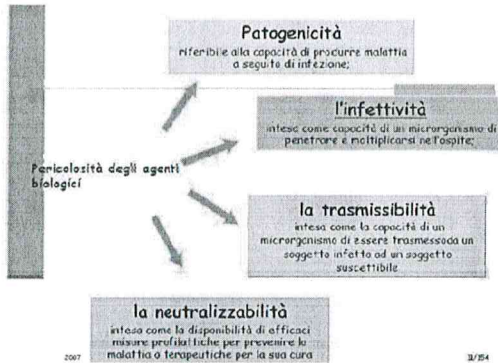 Patogenicità
riferibile alla capacità di produrre malattia
a seguito di infezione;
l'infettività
intesa come capacità di un microrganismo di
penetrare e moltiplicarsi nell'ospite;
Pericolosità degli agenti
biologici
la trasmissibilità
intesa come la capacità di un
microrganismo di essere trasmesso da un
soggetto infetto ad un soggetto
suscettibile
la neutralizzabilità
intesa come la disponibilità di efficaci
misure profilattiche per prevenire la
malattia o terapeutiche per la sua cura
2007
11/154